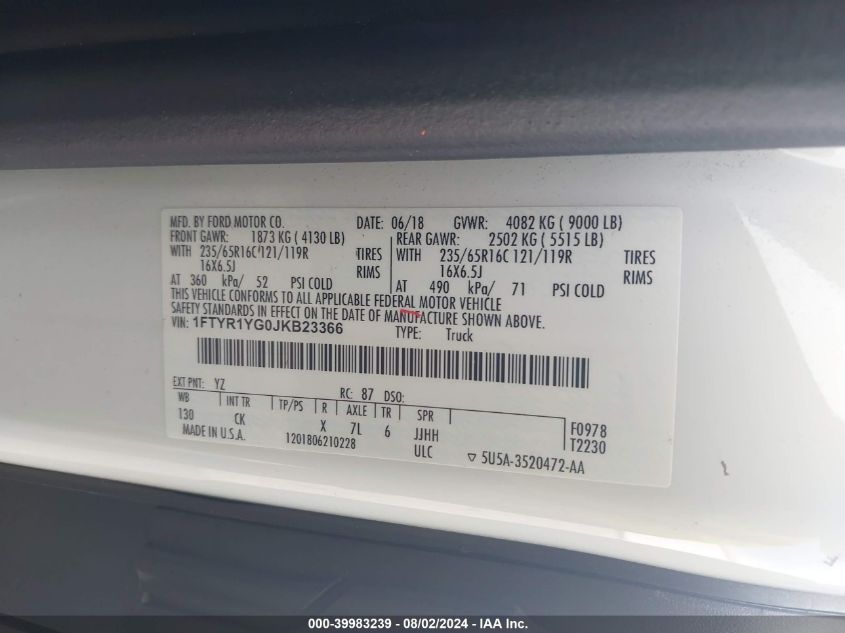 MFD. BY FORD MOTOR CO. DATE: 06/18 GVWR: 4082 KG ( 9000 LB)
FRONT GAWR: 1873 KG ( 4130 LB) REAR GAWR: 2502 KG ( 5515 LB)
WITH 235/65R16C 121/119R TIRES WITH 235/65R16C 121/119R TIRES
16X6.5J RIMS 16X6.5J RIMS
AT 360 kPa/ 52 PSI COLD AT 490 kPa/ 71 PSI COLD
THIS VEHICLE CONFORMS TO ALL APPLICABLE FEDERAL MOTOR VEHICLE
SAFETY STANDARDS IN EFFECT ON THE DATE OF MANUFACTURE SHOWN ABOVE.
VIN: 1FTYR1YG0JKB23366 TYPE: Truck
EXT PNT: YZ RC: 87 DSO:
WB INT TR TP/PS R AXLE TR SPR
130 CK X 7L 6 JJHH F0978
MADE IN U.S.A. 1201806210228 ULC T2230
▽ 5U5A-3520472-AA
000-39983239 - 08/02/2024 - IAA Inc.